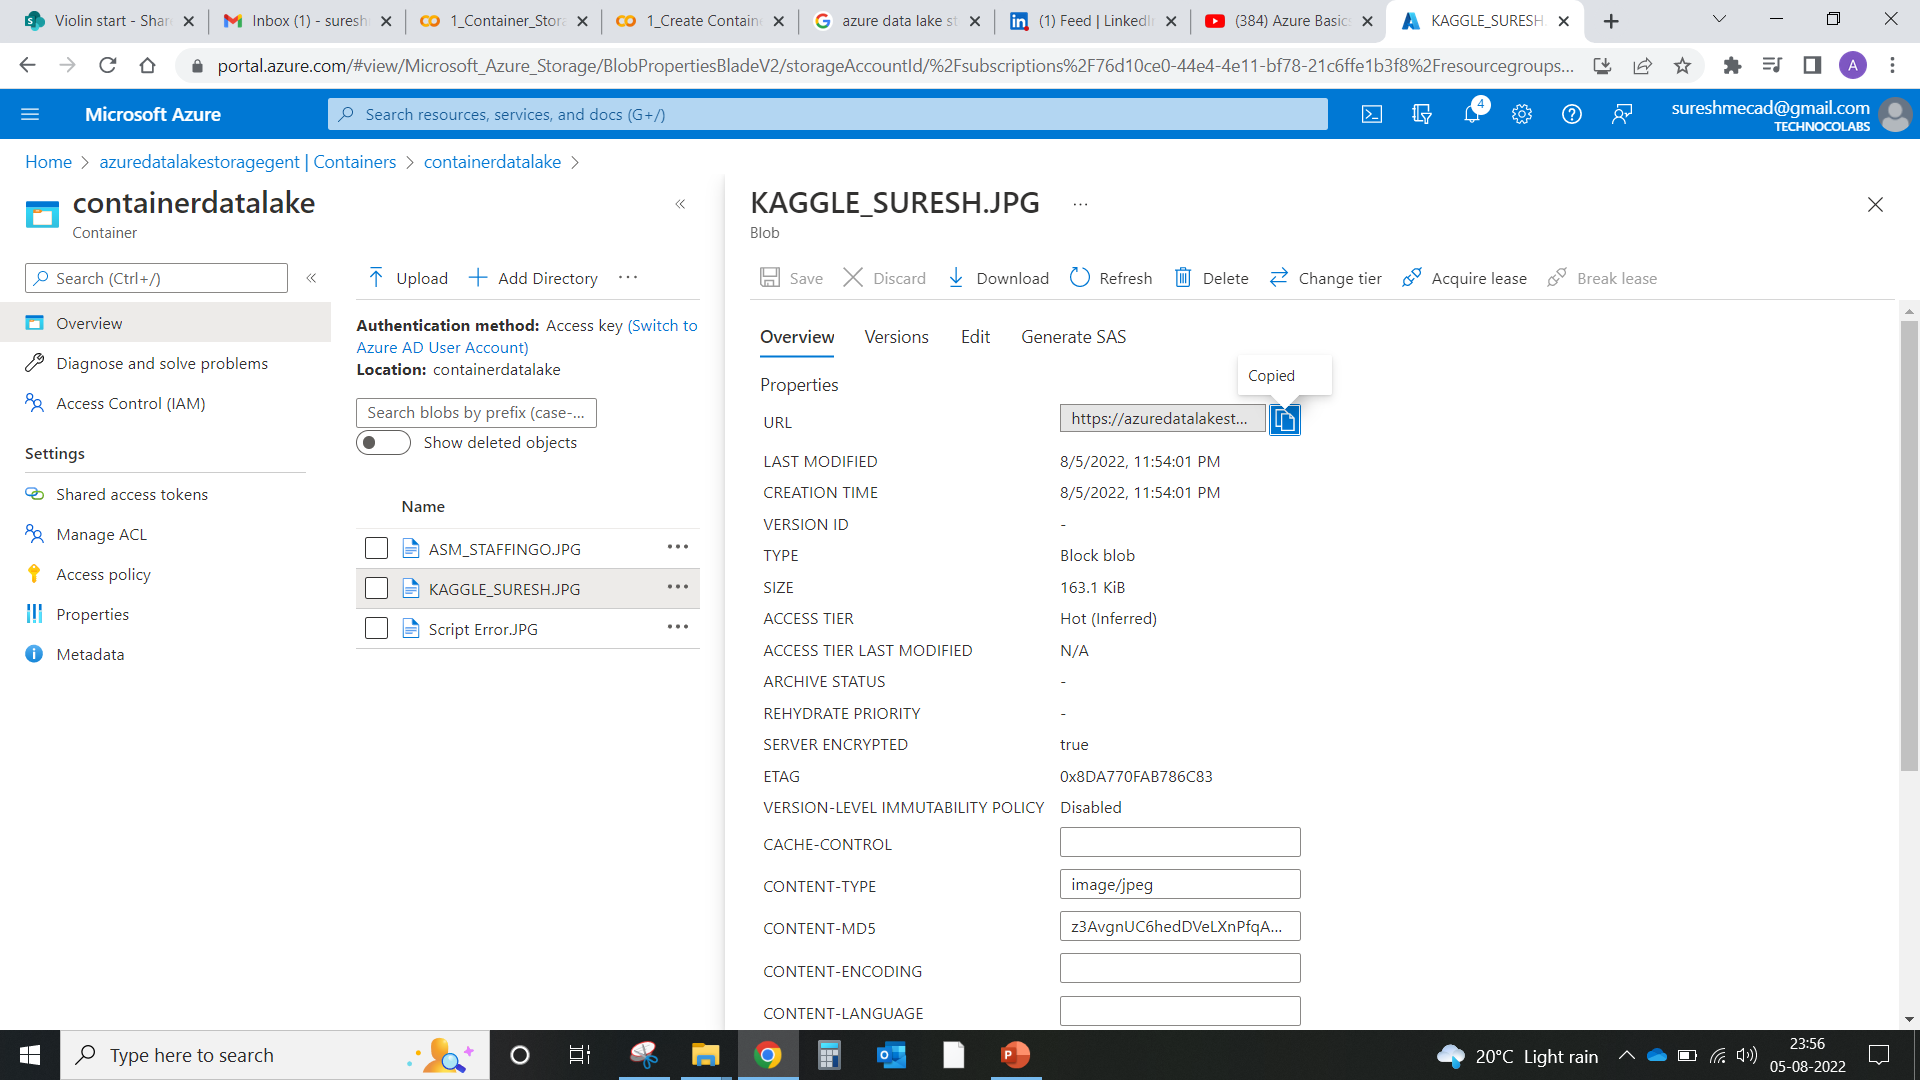 Violin start - Shar
Inbox (1) - suresh
1_Container_Stora
1_Create Contain
azure data lake st
(1) Feed | LinkedIn
(384) Azure Basic
KAGGLE_SURESH.
portal.azure.com/#view/Microsoft_Azure_Storage/BlobPropertiesBladeV2/storageAccountId/%2Fsubscriptions%2F76d10ce0-44e4-4e11-bf78-21c6ffe1b3f8%2Fresourcegroups...
A
Microsoft Azure
Search resources, services, and docs (G+/)
4
sureshmecad@gmail.com
TECHNOCOLABS
Home > azuredatalakestoragegent | Containers > containerdatalake >
containerdatalake
Container
Search (Ctrl+/)
Overview
Diagnose and solve problems
Access Control (IAM)
Settings
Shared access tokens
Manage ACL
Access policy
Properties
Metadata
Upload
Add Directory
...
Authentication method: Access key (Switch to
Azure AD User Account)
Location: containerdatalake
Search blobs by prefix (case-...
Show deleted objects
Name
ASM_STAFFINGO.JPG
KAGGLE_SURESH.JPG
Script Error.JPG
KAGGLE_SURESH.JPG ...
Blob
Save
Discard
Download
Refresh
Delete
Change tier
Acquire lease
Break lease
Overview
Versions
Edit
Generate SAS
Copied
Properties
URL https://azuredatalakest...
LAST MODIFIED 8/5/2022, 11:54:01 PM
CREATION TIME 8/5/2022, 11:54:01 PM
VERSION ID -
TYPE Block blob
SIZE 163.1 KiB
ACCESS TIER Hot (Inferred)
ACCESS TIER LAST MODIFIED N/A
ARCHIVE STATUS -
REHYDRATE PRIORITY -
SERVER ENCRYPTED true
ETAG 0x8DA770FAB786C83
VERSION-LEVEL IMMUTABILITY POLICY Disabled
CACHE-CONTROL
CONTENT-TYPE image/jpeg
CONTENT-MD5 z3AvgnUC6hedDVeLXnPfqA...
CONTENT-ENCODING
CONTENT-LANGUAGE
Type here to search
20°C Light rain
23:56
05-08-2022